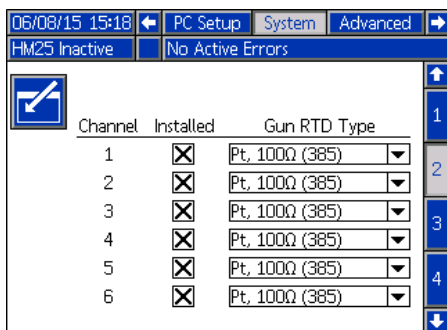 06/08/15 15:18 PC Setup System Advanced
HM25 Inactive No Active Errors
Channel Installed Gun RTD Type
1 Pt, 100Ω (385)
2 Pt, 100Ω (385)
3 Pt, 100Ω (385)
4 Pt, 100Ω (385)
5 Pt, 100Ω (385)
6 Pt, 100Ω (385)
1
2
3
4